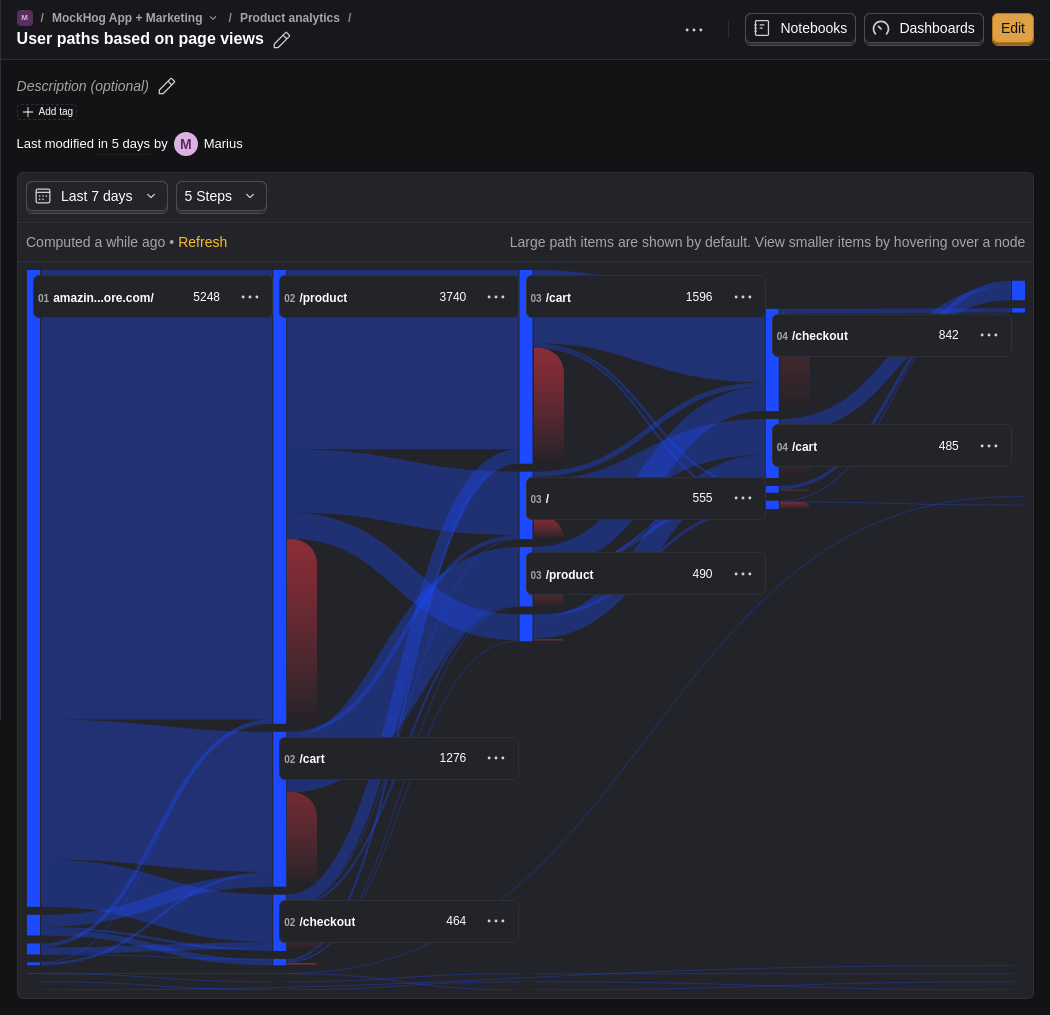 M / MockHog App + Marketing / Product analytics /
User paths based on page views
Notebooks
Dashboards
Edit
Description (optional)
Add tag
Last modified in 5 days by M Marius
Last 7 days
5 Steps
Computed a while ago • Refresh
Large path items are shown by default. View smaller items by hovering over a node
01 amazin...ore.com/ 5248
02 /product 3740
03 /cart 1596
04 /checkout 842
04 /cart 485
03 / 555
03 /product 490
02 /cart 1276
02 /checkout 464